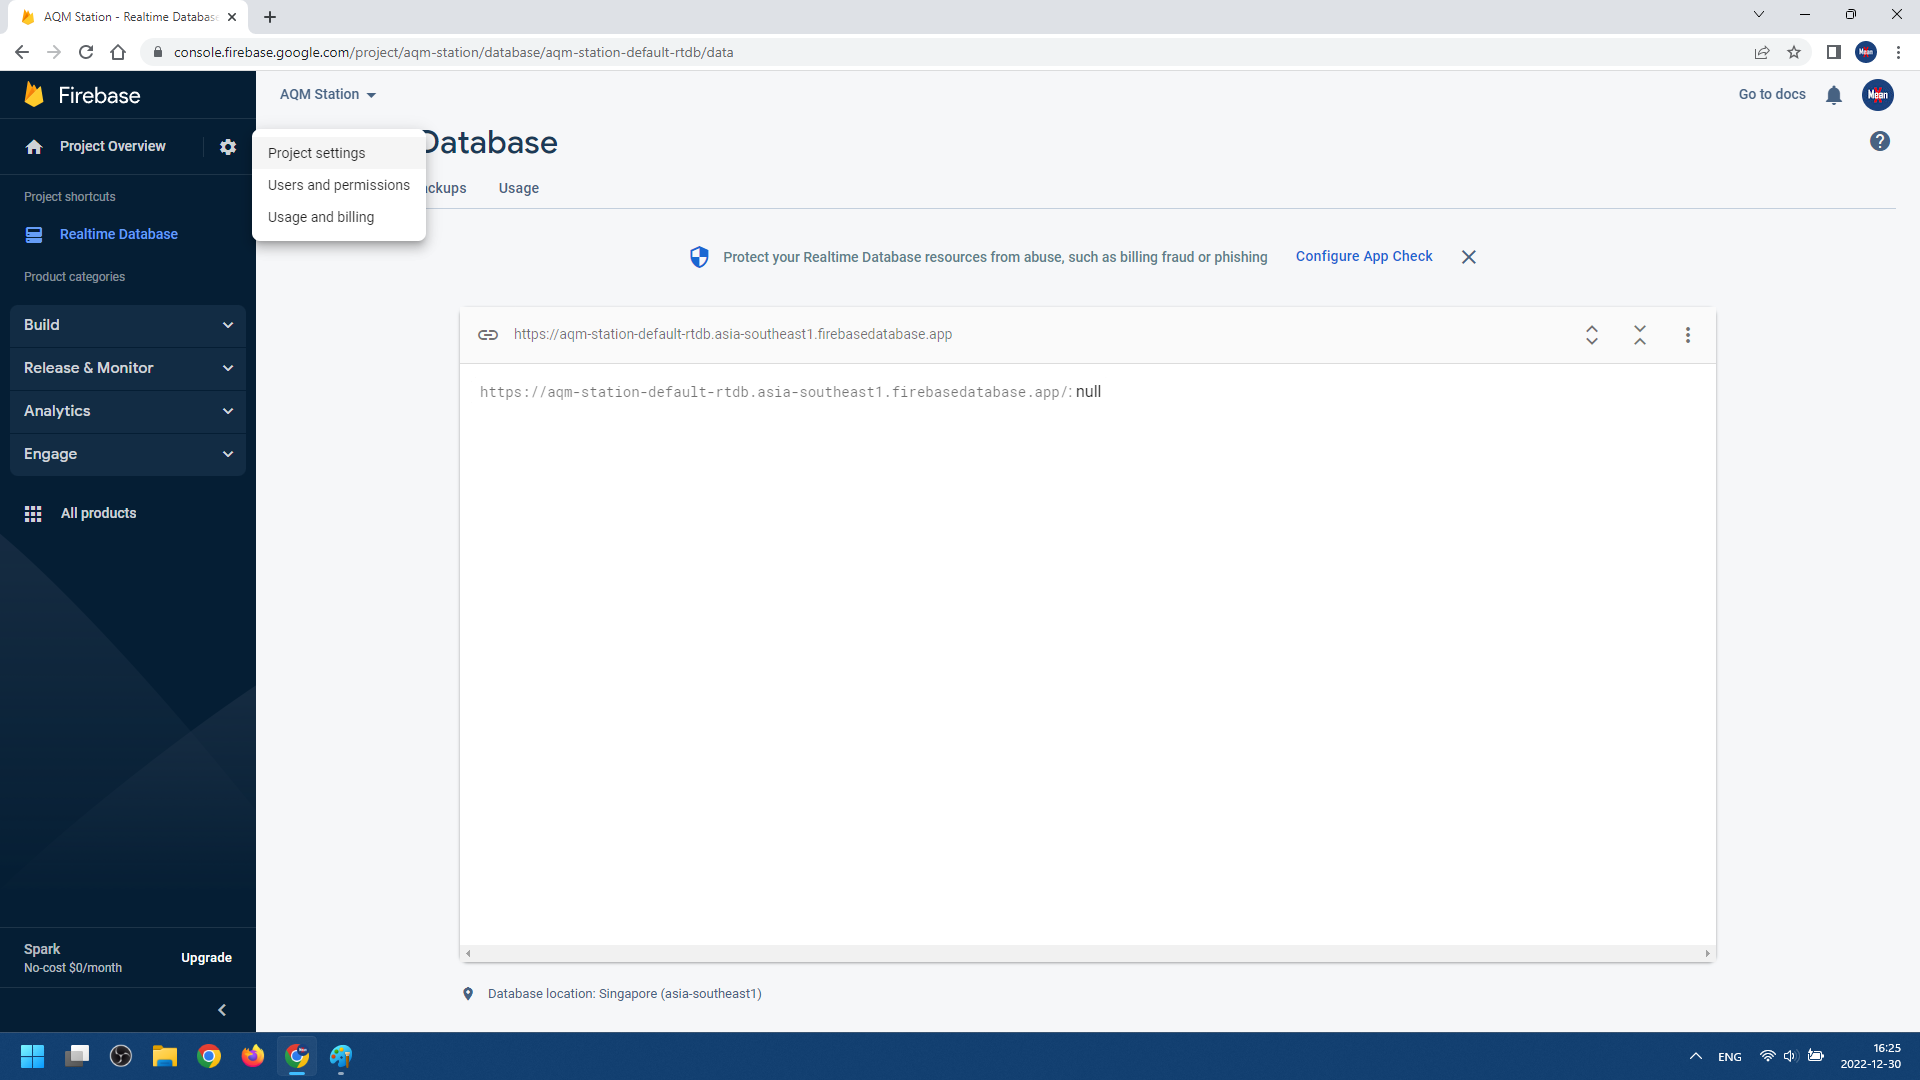 AQM Station - Realtime Databas
console.firebase.google.com/project/aqm-station/database/aqm-station-default-rtdb/data
Mean
Firebase
AQM Station
Go to docs
Mean
Project Overview
Project settings
Users and permissions
Usage and billing
Database
ckups
Usage
Project shortcuts
Realtime Database
Product categories
Build
Release & Monitor
Analytics
Engage
All products
Protect your Realtime Database resources from abuse, such as billing fraud or phishing
Configure App Check
https://aqm-station-default-rtdb.asia-southeast1.firebasedatabase.app
https://aqm-station-default-rtdb.asia-southeast1.firebasedatabase.app/: null
Spark
No-cost $0/month
Upgrade
Database location: Singapore (asia-southeast1)
ENG
16:25
2022-12-30